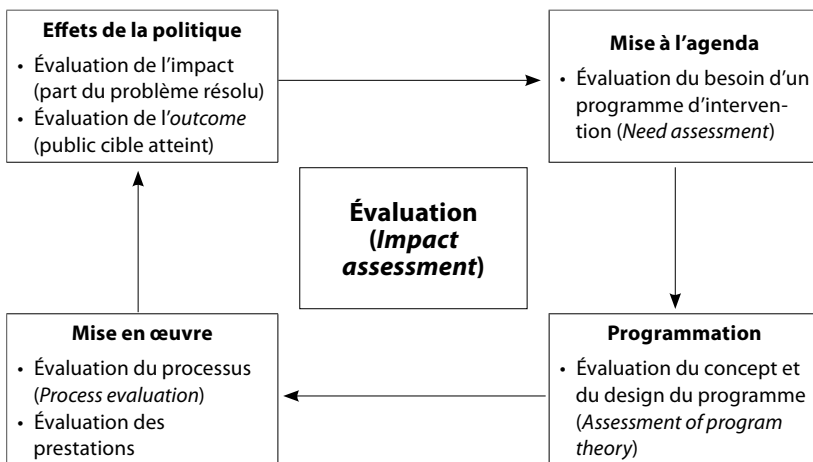 Effets de la politique
• Évaluation de l’impact
(part du problème résolu)
• Évaluation de l’outcome
(public cible atteint)
Mise à l’agenda
• Évaluation du besoin d’un
programme d’interven-
tion (Need assessment)
Évaluation
(Impact
assessment)
Mise en œuvre
• Évaluation du processus
(Process evaluation)
• Évaluation des
prestations
Programmation
• Évaluation du concept et
du design du programme
(Assessment of program
theory)